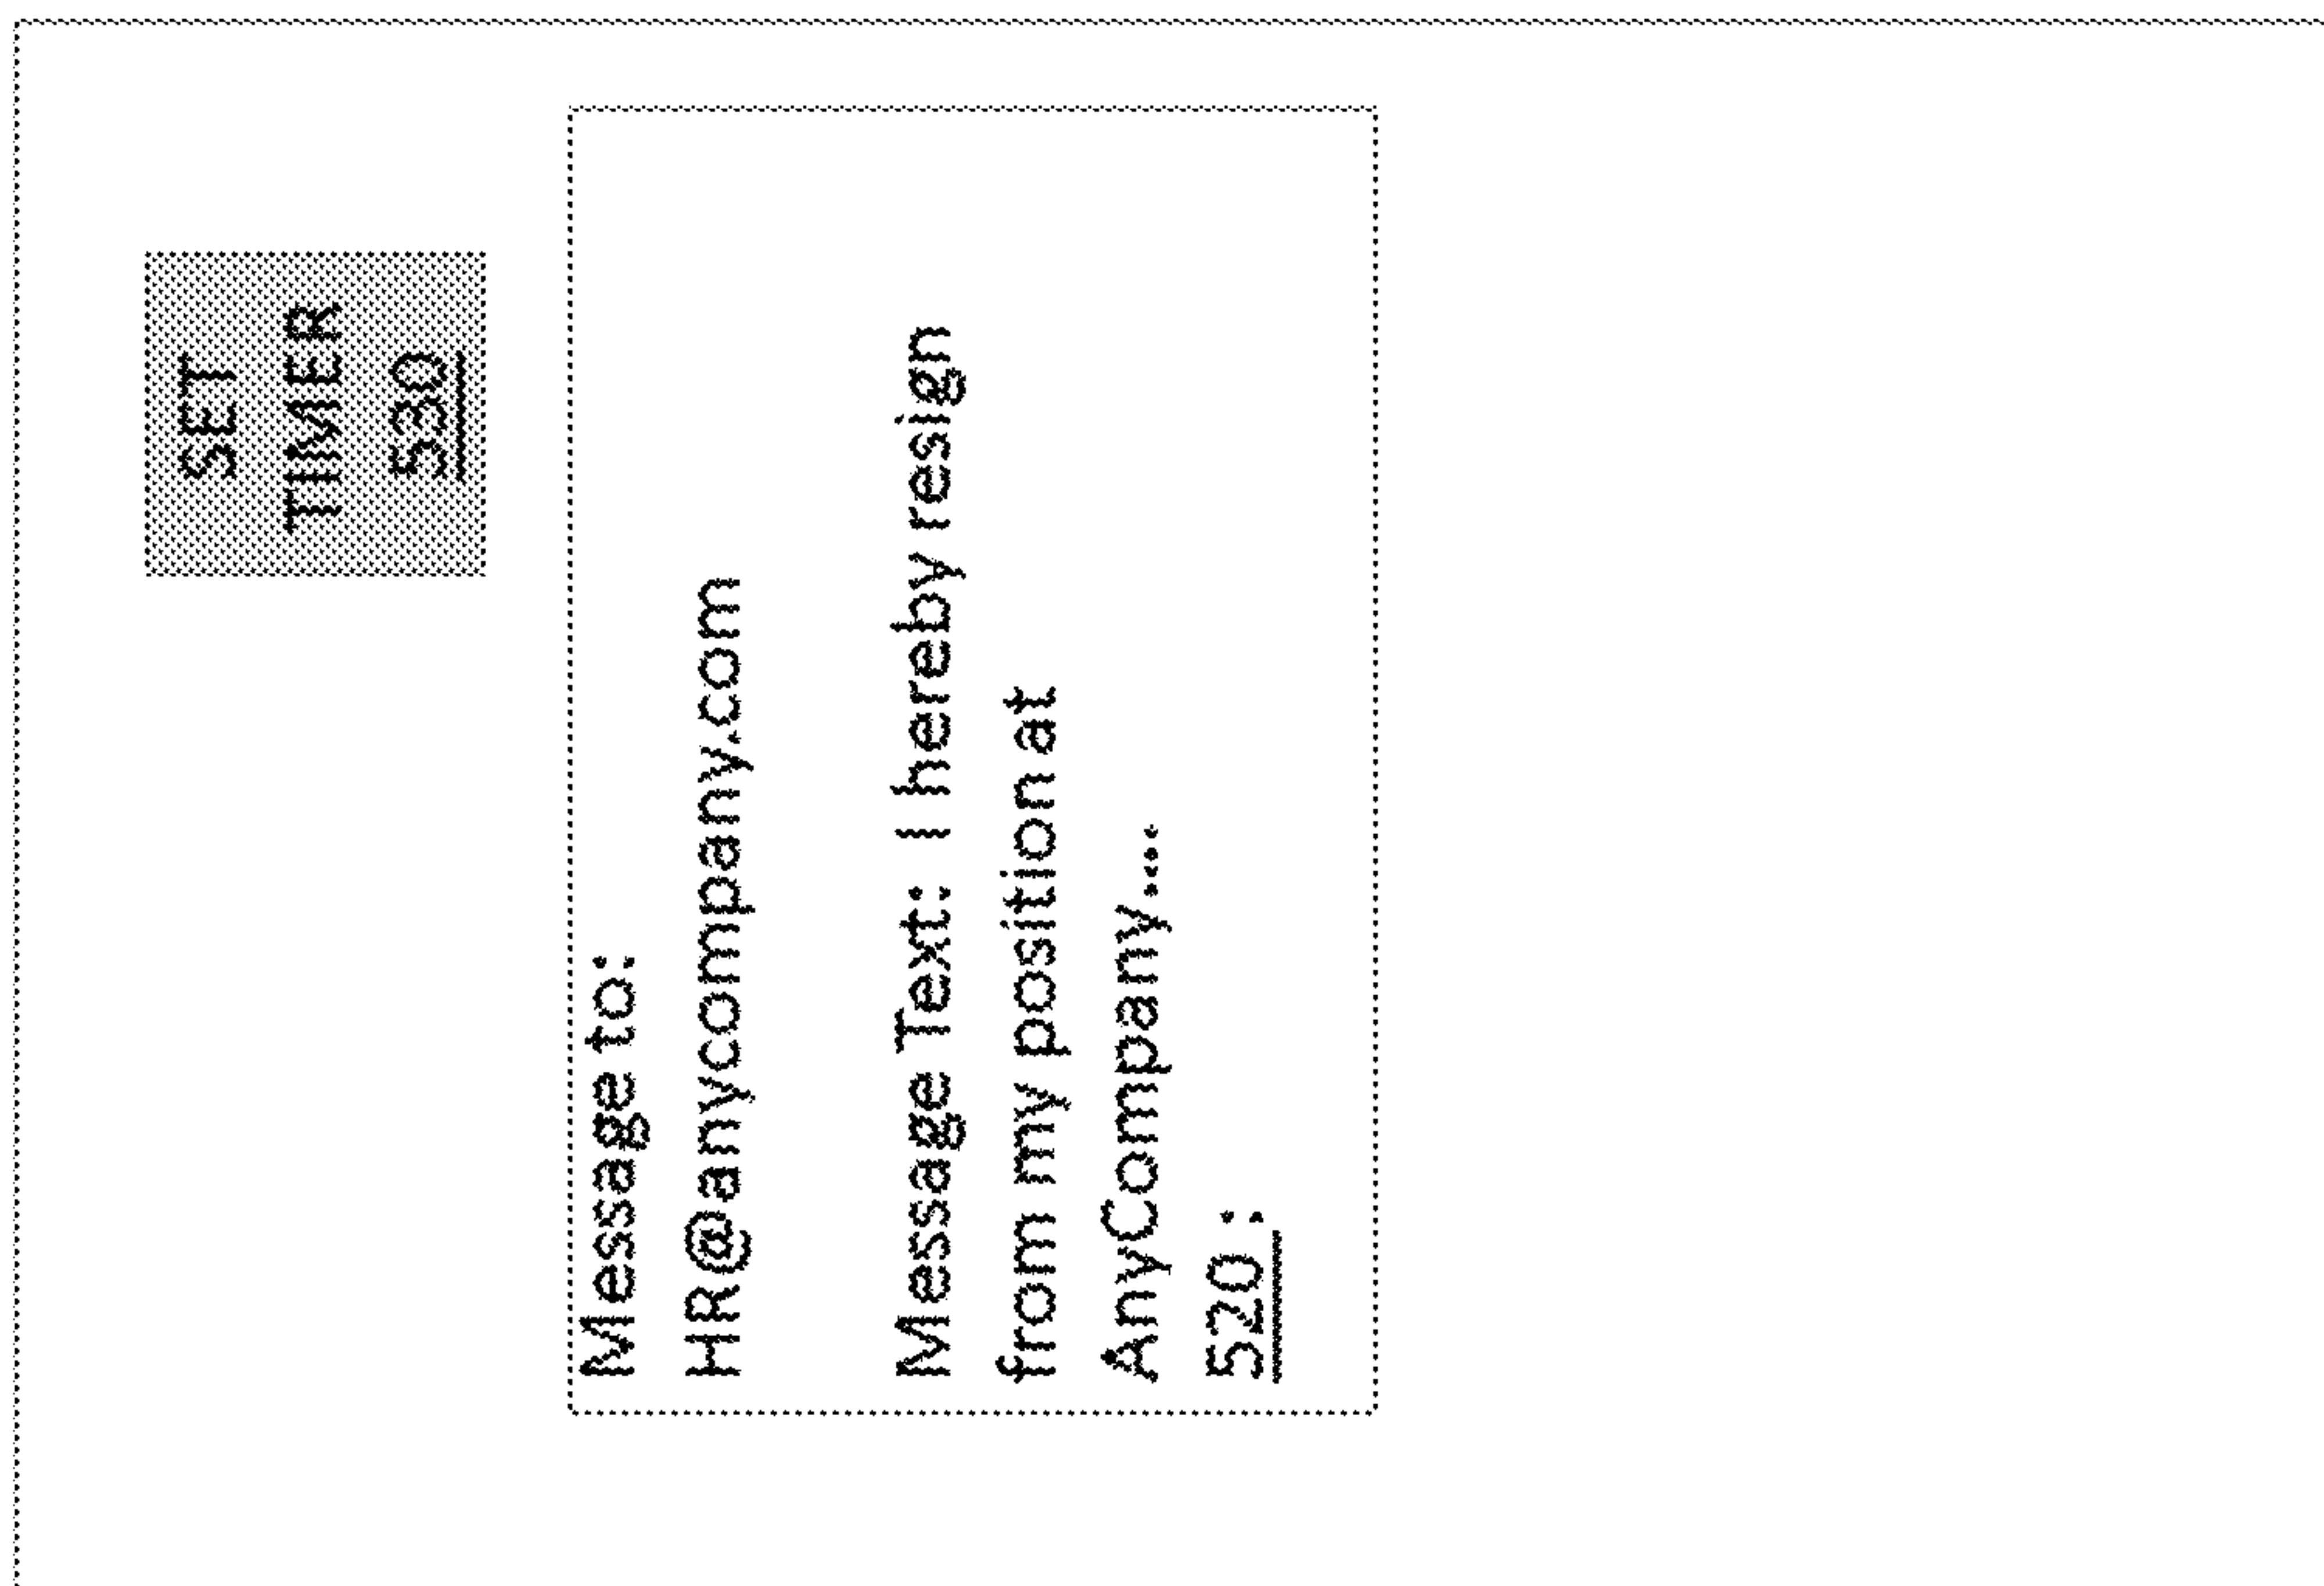 SET
TIMER
530
Message to:
HR@anycompany.com
Message Text: I hereby resign
from my position at
AnyCompany....
520 :